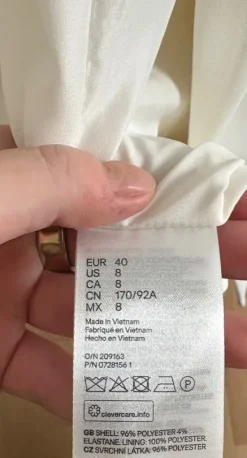 EUR 40
US 8
CA 8
CN 170/92A
MX 8
Made in Vietnam
Fabriqué en Vietnam
Hecho en Vietnam
O/N 209163
P/N 0728156 1
P
clevercare.info
GB SHELL: 96% POLYESTER 4%
ELASTANE. LINING: 100% POLYESTER.
CZ SVRCHNÍ LÁTKA: 96% POLYESTER